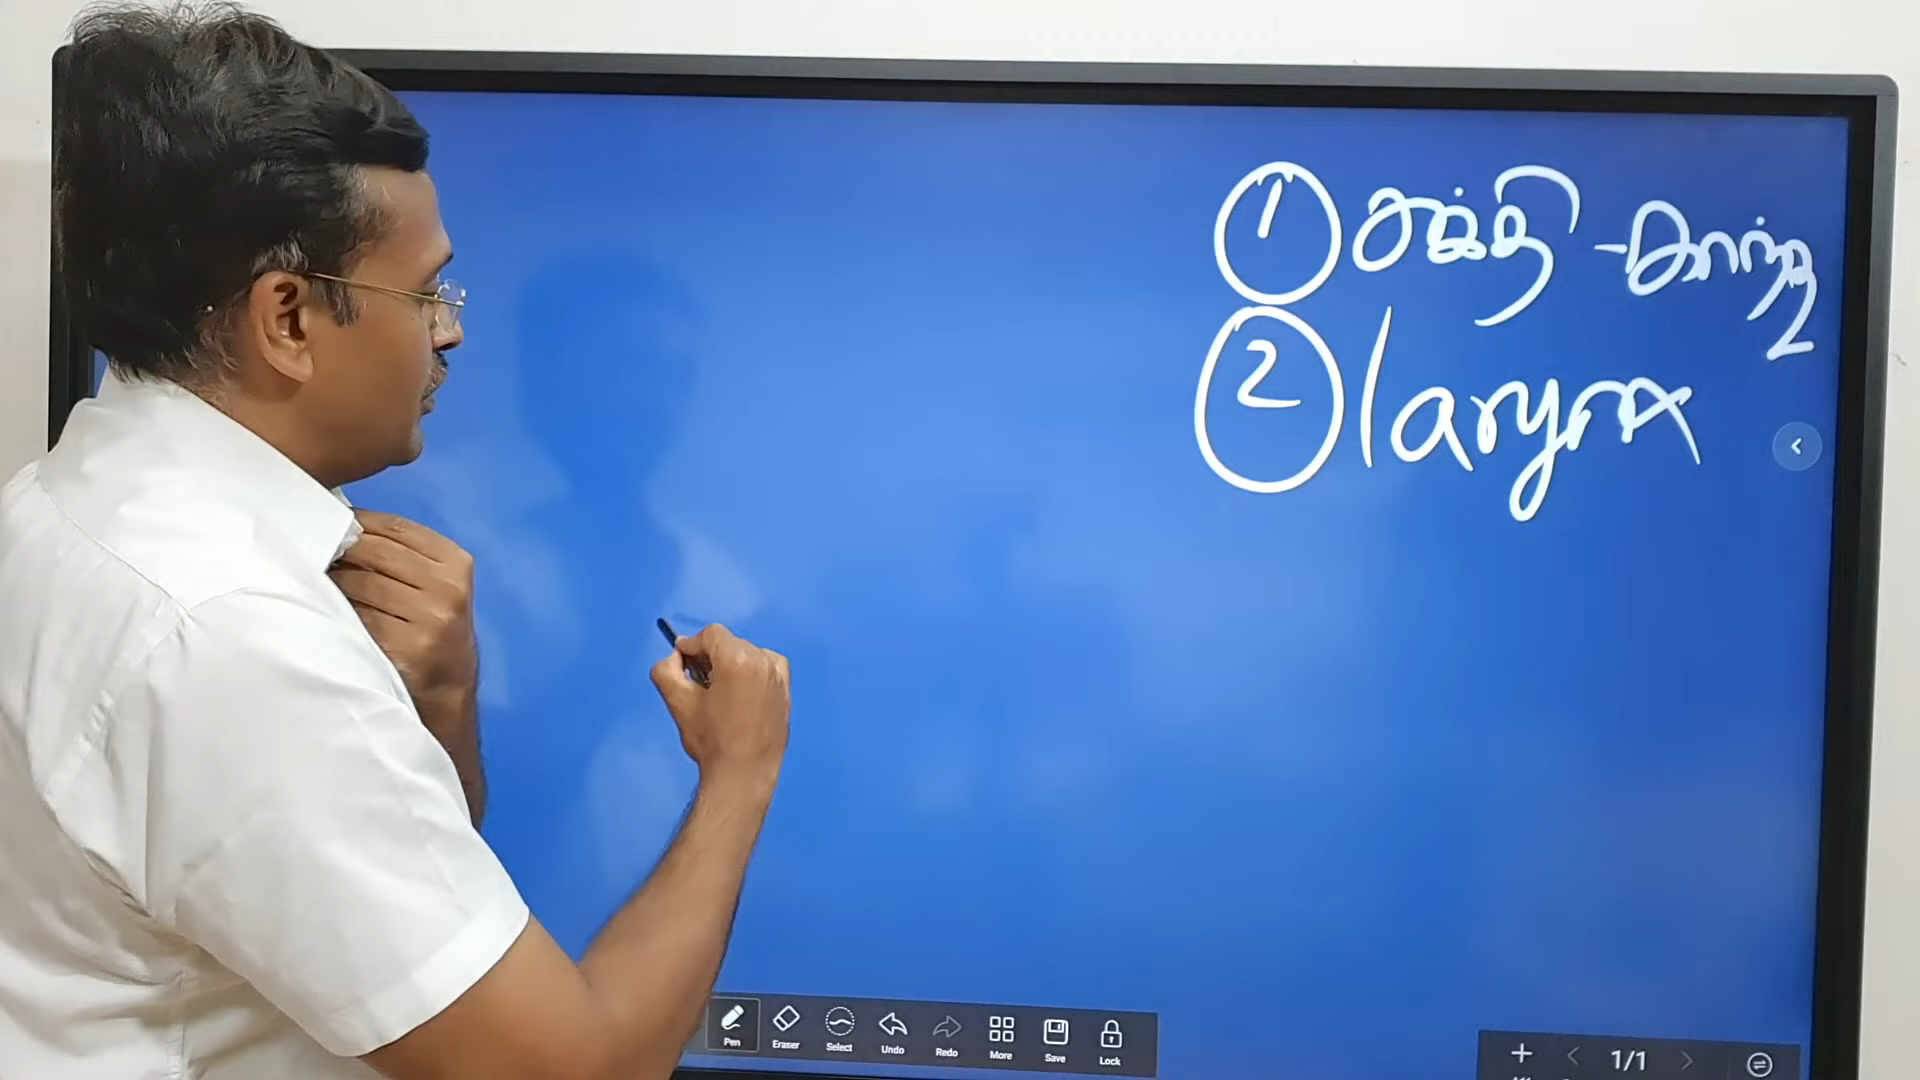 1 சக்தி - காற்று
2 larynx
Pen Eraser Select Undo Redo More Save Lock
1/1